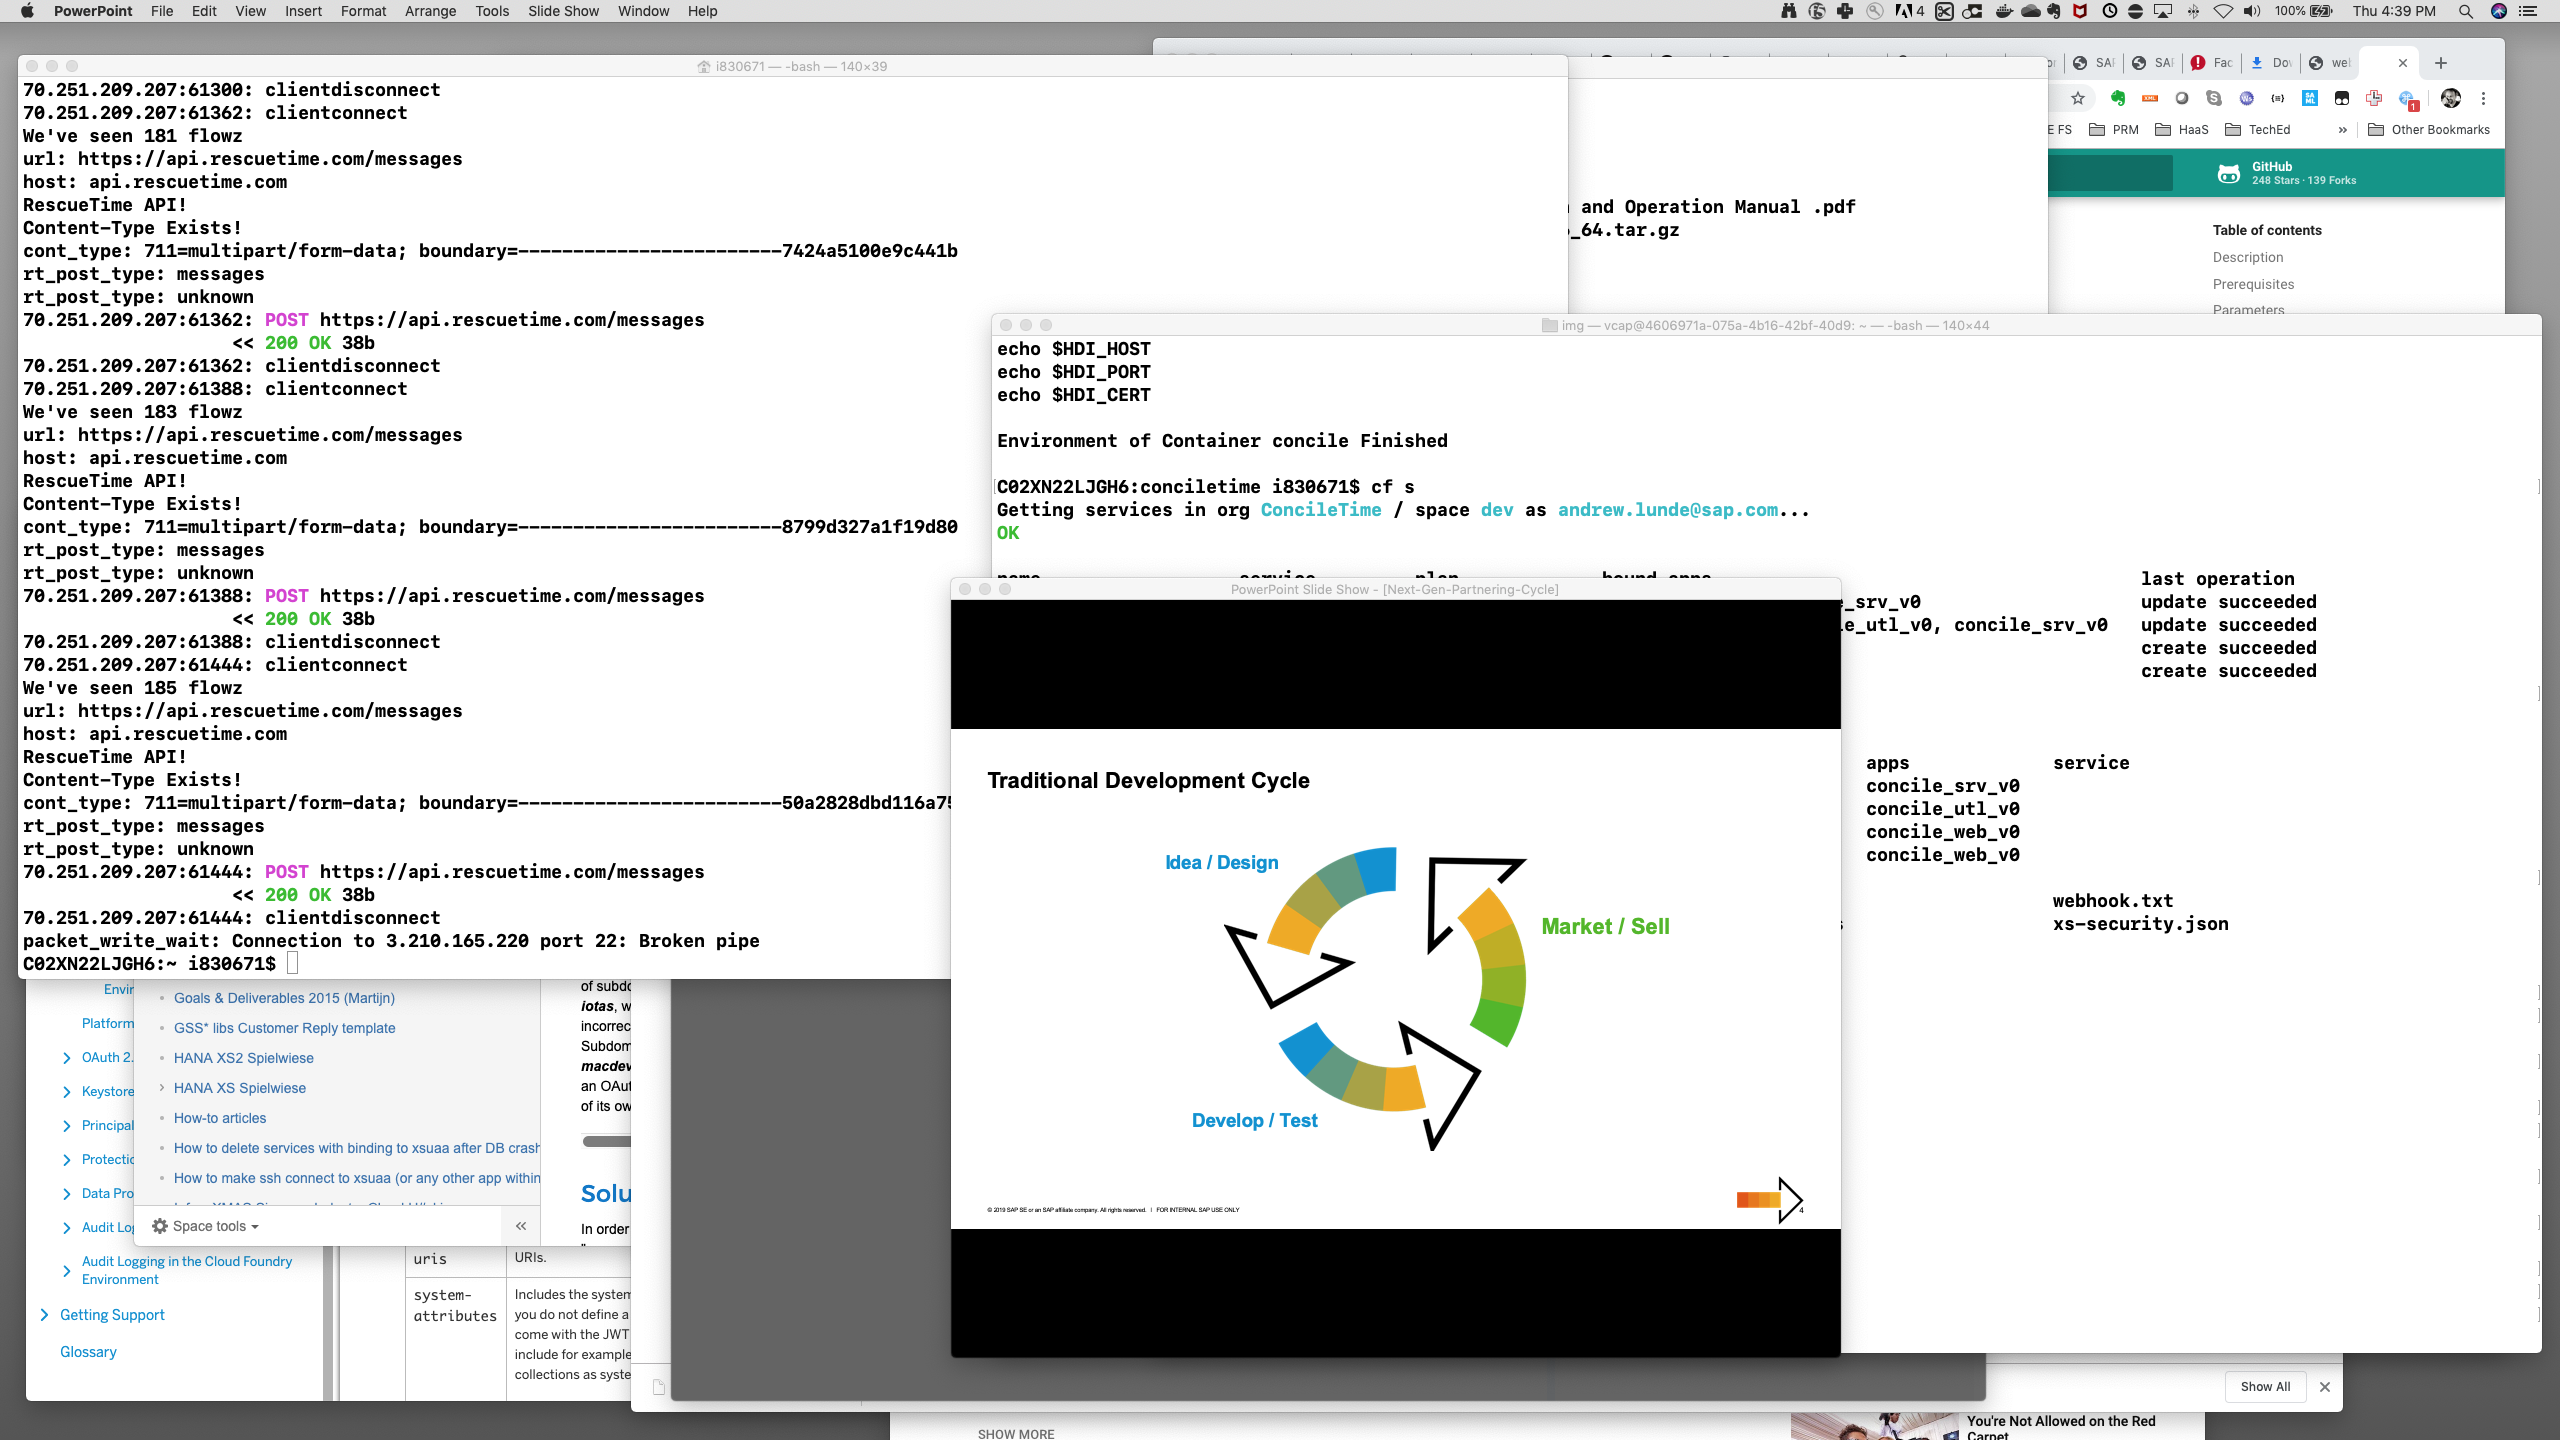 PowerPoint File Edit View Insert Format Arrange Tools Slide Show Window Help
4 100% Thu 4:39 PM
i830671 — -bash — 140×39
70.251.209.207:61300: clientdisconnect
70.251.209.207:61362: clientconnect
We've seen 181 flowz
url: https://api.rescuetime.com/messages
host: api.rescuetime.com
RescueTime API!
Content-Type Exists!
cont_type: 711=multipart/form-data; boundary=------------------------7424a5100e9c441b
rt_post_type: messages
rt_post_type: unknown
70.251.209.207:61362: POST https://api.rescuetime.com/messages
<< 200 OK 38b
70.251.209.207:61362: clientdisconnect
70.251.209.207:61388: clientconnect
We've seen 183 flowz
url: https://api.rescuetime.com/messages
host: api.rescuetime.com
RescueTime API!
Content-Type Exists!
cont_type: 711=multipart/form-data; boundary=------------------------8799d327a1f19d80
rt_post_type: messages
rt_post_type: unknown
70.251.209.207:61388: POST https://api.rescuetime.com/messages
<< 200 OK 38b
70.251.209.207:61388: clientdisconnect
70.251.209.207:61444: clientconnect
We've seen 185 flowz
url: https://api.rescuetime.com/messages
host: api.rescuetime.com
RescueTime API!
Content-Type Exists!
cont_type: 711=multipart/form-data; boundary=------------------------50a2828dbd116a75
rt_post_type: messages
rt_post_type: unknown
70.251.209.207:61444: POST https://api.rescuetime.com/messages
<< 200 OK 38b
70.251.209.207:61444: clientdisconnect
packet_write_wait: Connection to 3.210.165.220 port 22: Broken pipe
C02XN22LJGH6:~ i830671$
and Operation Manual .pdf
_64.tar.gz
SAP SAP Fac Dov we
E FS PRM HaaS TechEd » Other Bookmarks
GitHub
248 Stars · 139 Forks
Table of contents
Description
Prerequisites
Parameters
img — vcap@4606971a-075a-4b16-42bf-40d9: ~ — -bash — 140×44
echo $HDI_HOST
echo $HDI_PORT
echo $HDI_CERT
Environment of Container concile Finished
C02XN22LJGH6:conciletime i830671$ cf s
Getting services in org ConcileTime / space dev as andrew.lunde@sap.com...
OK
name service plan bound apps last operation
_srv_v0 update succeeded
le_utl_v0, concile_srv_v0 update succeeded
create succeeded
create succeeded
apps service
concile_srv_v0
concile_utl_v0
concile_web_v0
concile_web_v0
webhook.txt
xs-security.json
PowerPoint Slide Show - [Next-Gen-Partnering-Cycle]
Traditional Development Cycle
Idea / Design
Market / Sell
Develop / Test
© 2019 SAP SE or an SAP affiliate company. All rights reserved. | FOR INTERNAL SAP USE ONLY
4
Envir
Platform
OAuth 2.
Keystore
Principal
Protectic
Data Pro
Audit Log
Audit Logging in the Cloud Foundry
Environment
Getting Support
Glossary
Goals & Deliverables 2015 (Martijn)
GSS* libs Customer Reply template
HANA XS2 Spielwiese
HANA XS Spielwiese
How-to articles
How to delete services with binding to xsuaa after DB crash
How to make ssh connect to xsuaa (or any other app within
Space tools «
of subdo
iotas, w
incorrec
Subdom
macdev
an OAut
of its ow
Solu
In order
uris URIs.
system-
attributes
Includes the system
you do not define a
come with the JWT
include for example
collections as syste
Show All
SHOW MORE
You're Not Allowed on the Red
Carpet